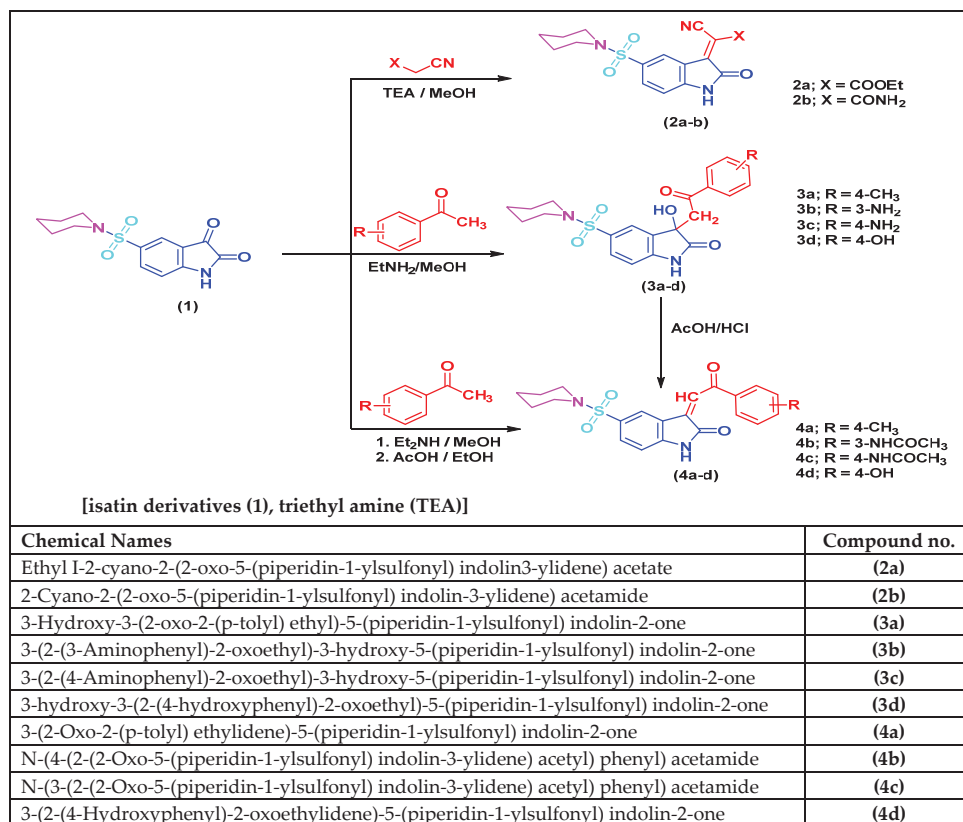 NC
X
O
O
N
S
O
NH
(2a-b)
2a; X = COOEt
2b; X = CONH₂
X
CN
TEA / MeOH
O
O
N
S
O
O
NH
(1)
R
O
CH₃
EtNH₂/MeOH
R
O
HO
CH₂
O
O
N
S
O
NH
(3a-d)
3a; R = 4-CH₃
3b; R = 3-NH₂
3c; R = 4-NH₂
3d; R = 4-OH
AcOH/HCl
R
O
CH₃
1. Et₂NH / MeOH
2. AcOH / EtOH
O
HC
R
O
O
N
S
O
NH
(4a-d)
4a; R = 4-CH₃
4b; R = 3-NHCOCH₃
4c; R = 4-NHCOCH₃
4d; R = 4-OH
[isatin derivatives (1), triethyl amine (TEA)]
Chemical Names Compound no.
Ethyl I-2-cyano-2-(2-oxo-5-(piperidin-1-ylsulfonyl) indolin3-ylidene) acetate (2a)
2-Cyano-2-(2-oxo-5-(piperidin-1-ylsulfonyl) indolin-3-ylidene) acetamide (2b)
3-Hydroxy-3-(2-oxo-2-(p-tolyl) ethyl)-5-(piperidin-1-ylsulfonyl) indolin-2-one (3a)
3-(2-(3-Aminophenyl)-2-oxoethyl)-3-hydroxy-5-(piperidin-1-ylsulfonyl) indolin-2-one (3b)
3-(2-(4-Aminophenyl)-2-oxoethyl)-3-hydroxy-5-(piperidin-1-ylsulfonyl) indolin-2-one (3c)
3-hydroxy-3-(2-(4-hydroxyphenyl)-2-oxoethyl)-5-(piperidin-1-ylsulfonyl) indolin-2-one (3d)
3-(2-Oxo-2-(p-tolyl) ethylidene)-5-(piperidin-1-ylsulfonyl) indolin-2-one (4a)
N-(4-(2-(2-Oxo-5-(piperidin-1-ylsulfonyl) indolin-3-ylidene) acetyl) phenyl) acetamide (4b)
N-(3-(2-(2-Oxo-5-(piperidin-1-ylsulfonyl) indolin-3-ylidene) acetyl) phenyl) acetamide (4c)
3-(2-(4-Hydroxyphenyl)-2-oxoethylidene)-5-(piperidin-1-ylsulfonyl) indolin-2-one (4d)